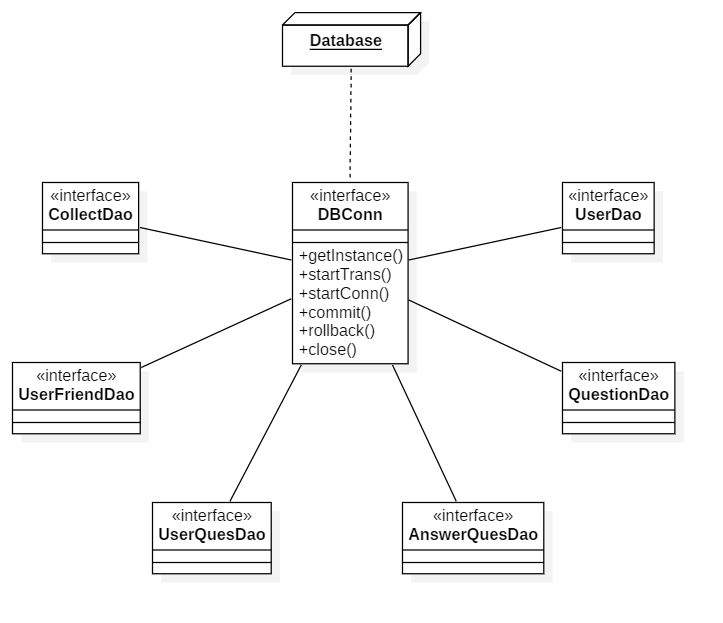 Database
«interface»
CollectDao
«interface»
DBConn
+getInstance()
+startTrans()
+startConn()
+commit()
+rollback()
+close()
«interface»
UserDao
«interface»
UserFriendDao
«interface»
QuestionDao
«interface»
UserQuesDao
«interface»
AnswerQuesDao